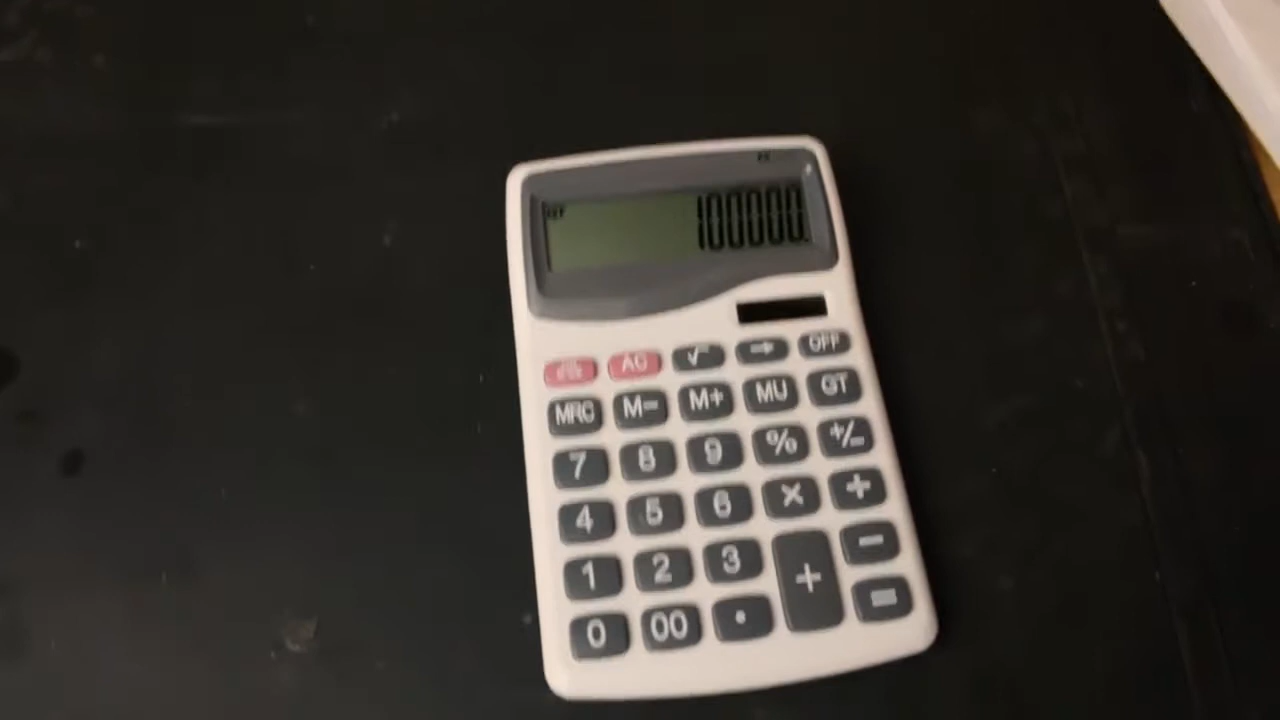 100000.
AC √ OFF
MRC M- M+ MU GT
7 8 9 % +/-
4 5 6 × +
1 2 3 -
0 00 . + =